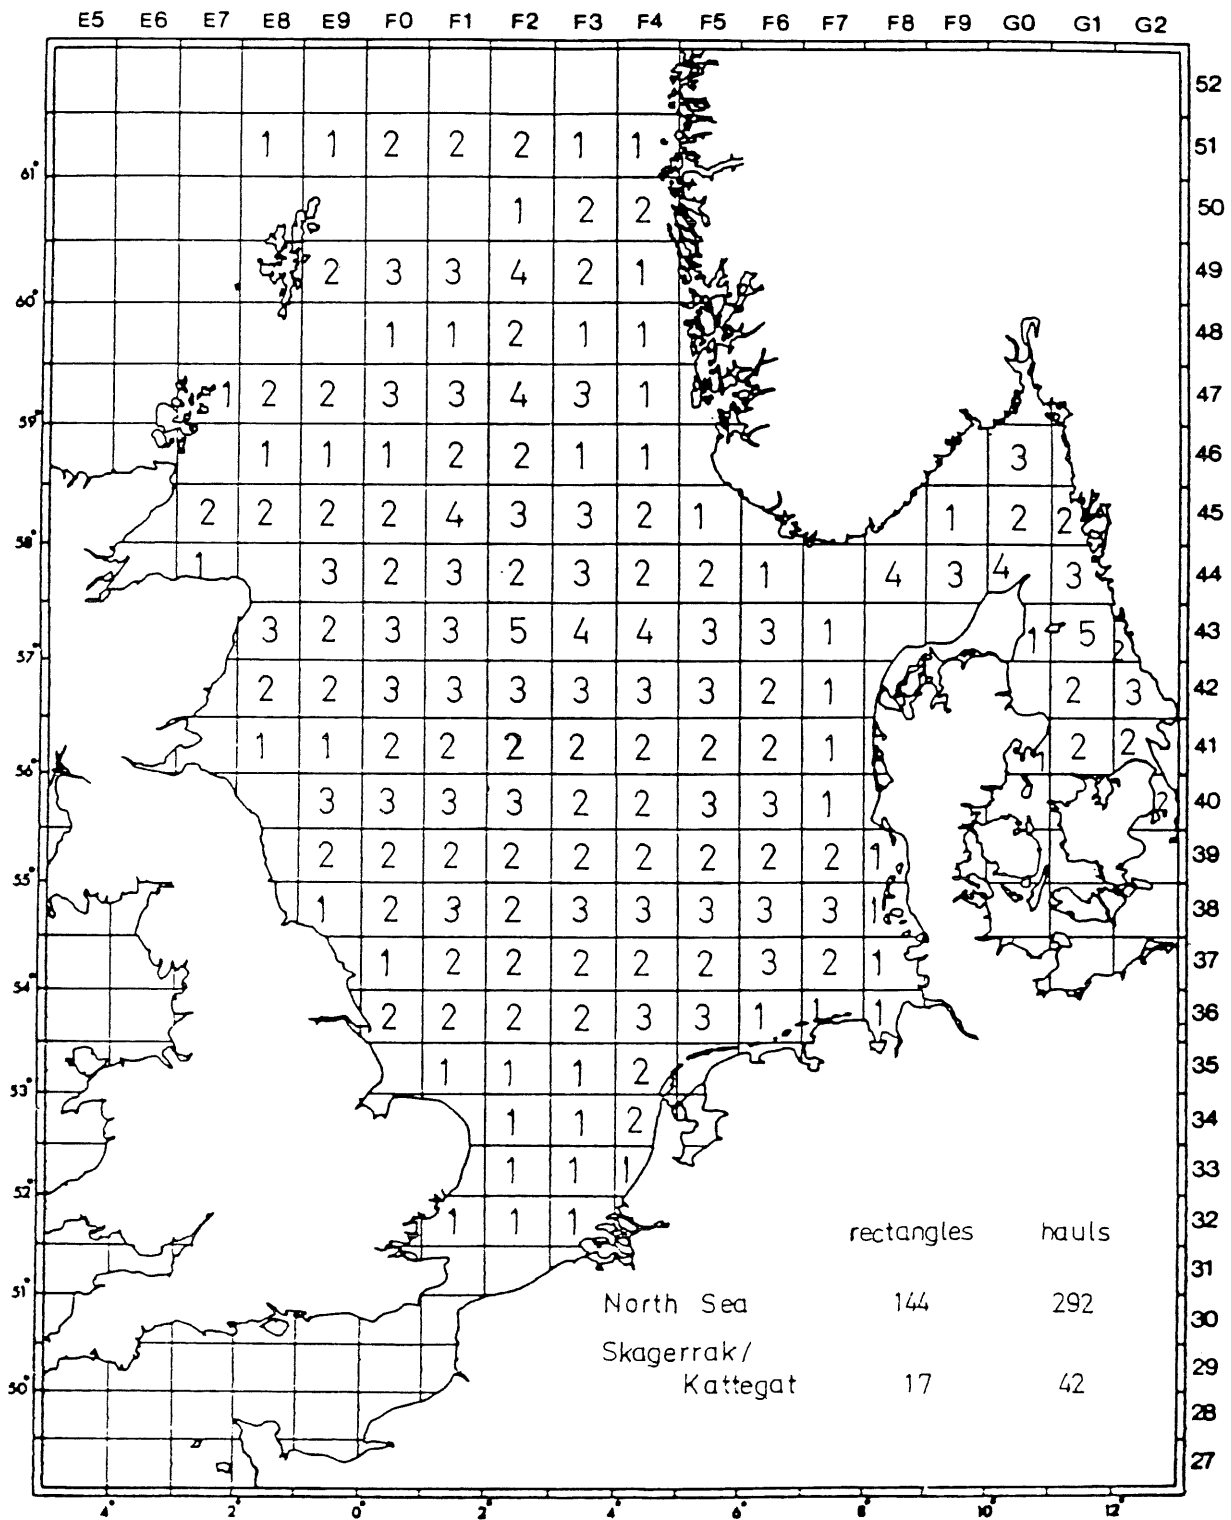 E5 E6 E7 E8 E9 F0 F1 F2 F3 F4 F5 F6 F7 F8 F9 G0 G1 G2
52
1 1 2 2 2 1 1 51
61°
1 2 2 50
2 3 3 4 2 1 49
60°
1 1 2 1 1 48
1 2 2 3 3 4 3 1 47
59°
1 1 1 2 2 1 1 3 46
2 2 2 2 4 3 3 2 1 1 2 2 45
58°
1 3 2 3 2 3 2 2 1 4 3 4 3 44
3 2 3 3 5 4 4 3 3 1 1 5 2 43
57°
2 2 3 3 3 3 3 3 2 1 2 3 42
1 1 2 2 2 2 2 2 2 1 1 2 2 41
56°
3 3 3 3 2 2 3 3 1 2 40
2 2 2 2 2 2 2 2 2 1 39
55°
1 2 3 2 3 3 3 3 3 1 38
1 2 2 2 2 2 3 2 1 37
54°
2 2 2 2 3 3 1 1 1 36
1 1 1 2 35
53°
1 1 2 34
1 1 1 33
52°
1 1 1 32
rectangles hauls
31
51°
North Sea 144 292 30
Skagerrak/
29
Kattegat 17 42
50°
28
27
4° 2° 0° 2° 4° 6° 8° 10° 12°